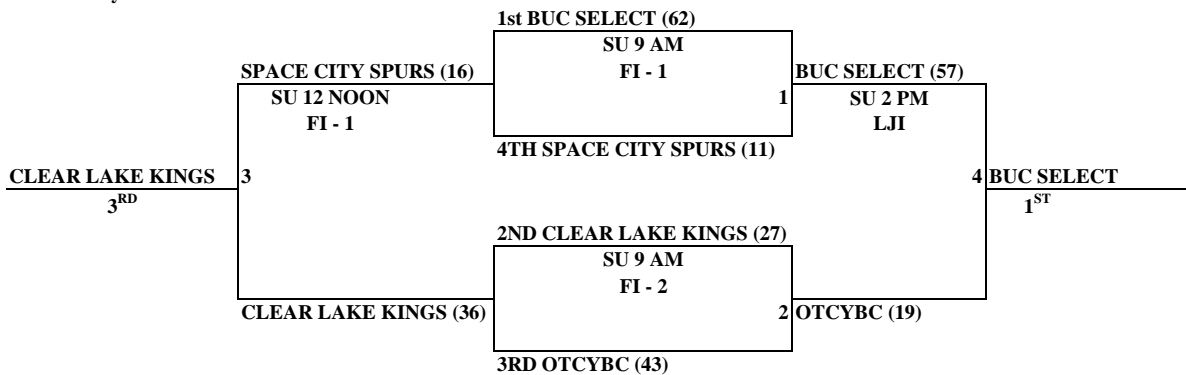 1st BUC SELECT (62)
SU 9 AM
FI - 1
SPACE CITY SPURS (16)
BUC SELECT (57)
SU 12 NOON
FI - 1
1
SU 2 PM
LJI
4TH SPACE CITY SPURS (11)
CLEAR LAKE KINGS
3
4 BUC SELECT
3RD
1ST
2ND CLEAR LAKE KINGS (27)
SU 9 AM
FI - 2
CLEAR LAKE KINGS (36)
2 OTCYBC (19)
3RD OTCYBC (43)